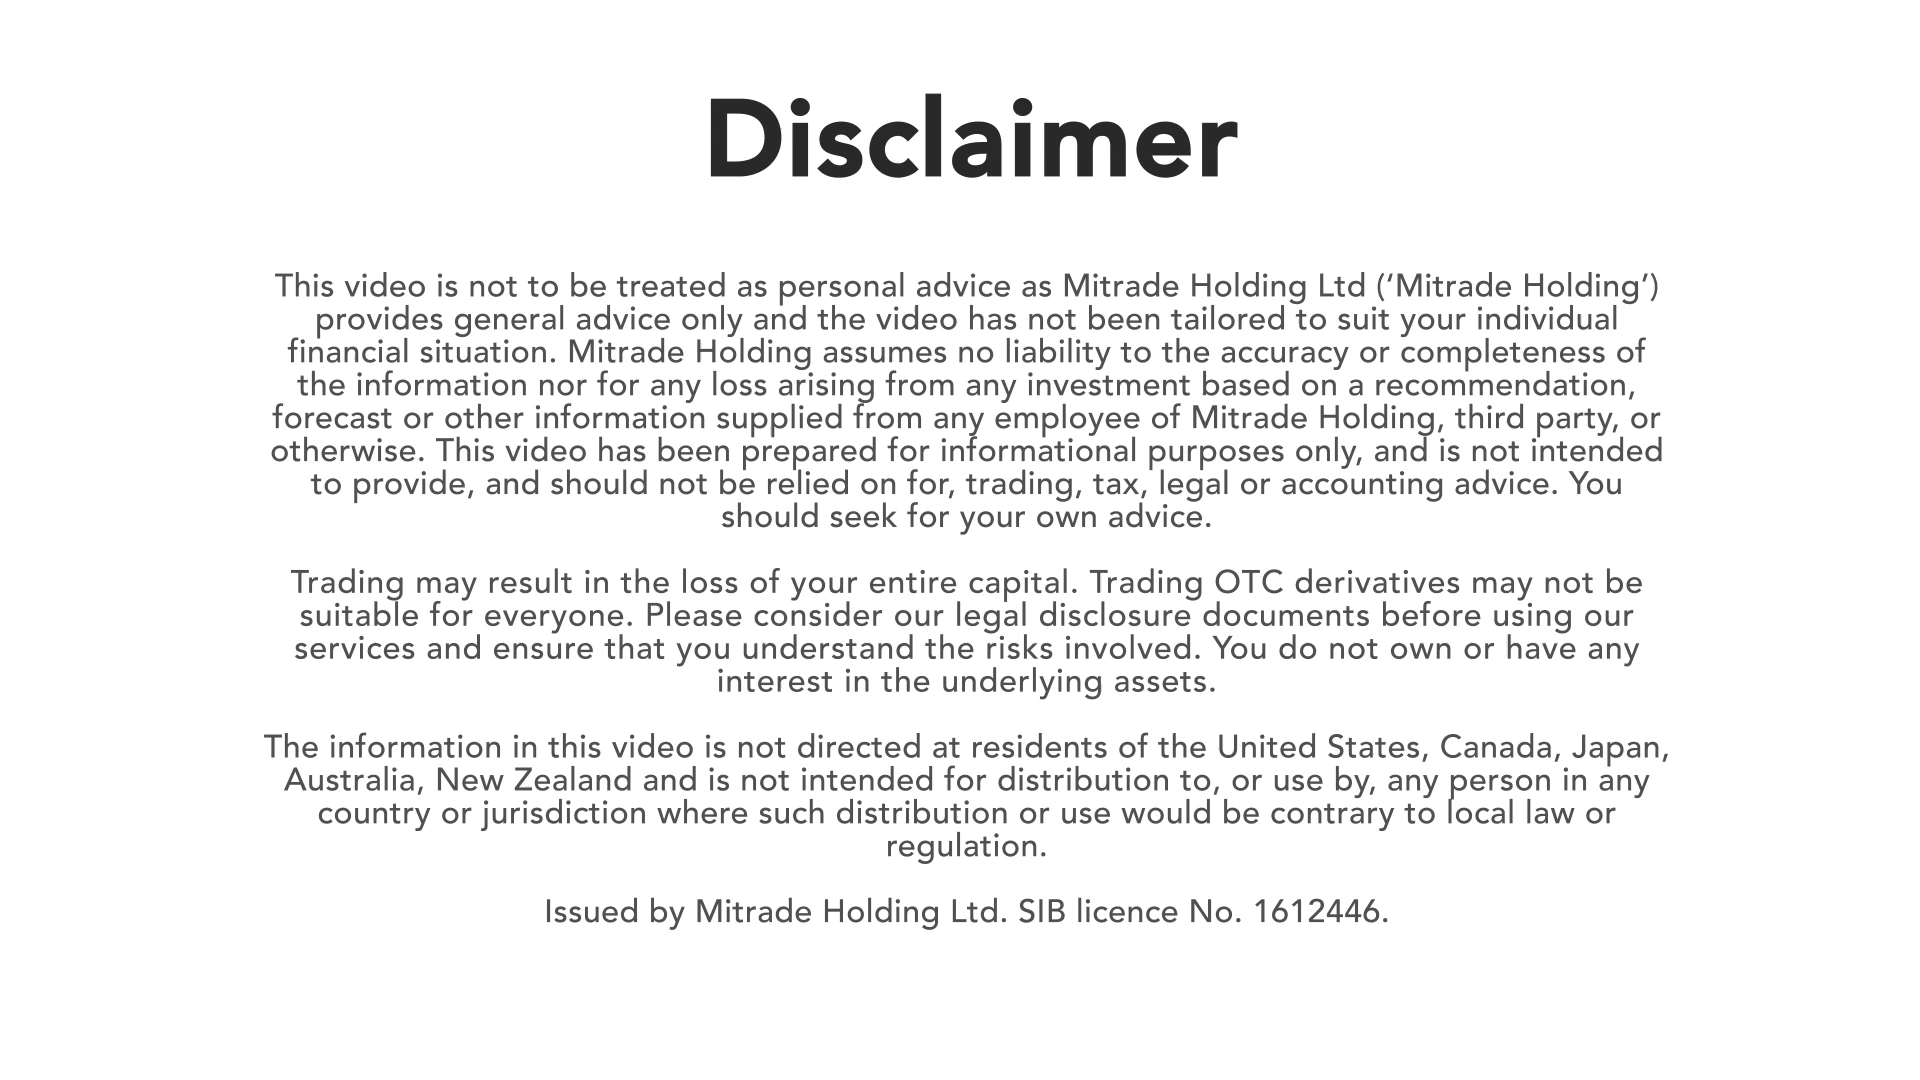 Disclaimer
This video is not to be treated as personal advice as Mitrade Holding Ltd (‘Mitrade Holding’)
provides general advice only and the video has not been tailored to suit your individual
financial situation. Mitrade Holding assumes no liability to the accuracy or completeness of
the information nor for any loss arising from any investment based on a recommendation,
forecast or other information supplied from any employee of Mitrade Holding, third party, or
otherwise. This video has been prepared for informational purposes only, and is not intended
to provide, and should not be relied on for, trading, tax, legal or accounting advice. You
should seek for your own advice.
Trading may result in the loss of your entire capital. Trading OTC derivatives may not be
suitable for everyone. Please consider our legal disclosure documents before using our
services and ensure that you understand the risks involved. You do not own or have any
interest in the underlying assets.
The information in this video is not directed at residents of the United States, Canada, Japan,
Australia, New Zealand and is not intended for distribution to, or use by, any person in any
country or jurisdiction where such distribution or use would be contrary to local law or
regulation.
Issued by Mitrade Holding Ltd. SIB licence No. 1612446.